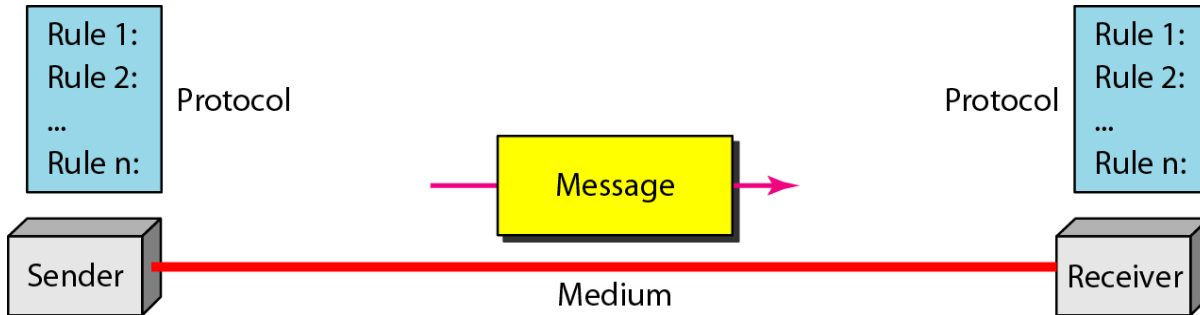 Rule 1:
Rule 2:
...
Rule n:
Protocol
Message
Protocol
Rule 1:
Rule 2:
...
Rule n:
Sender
Medium
Receiver